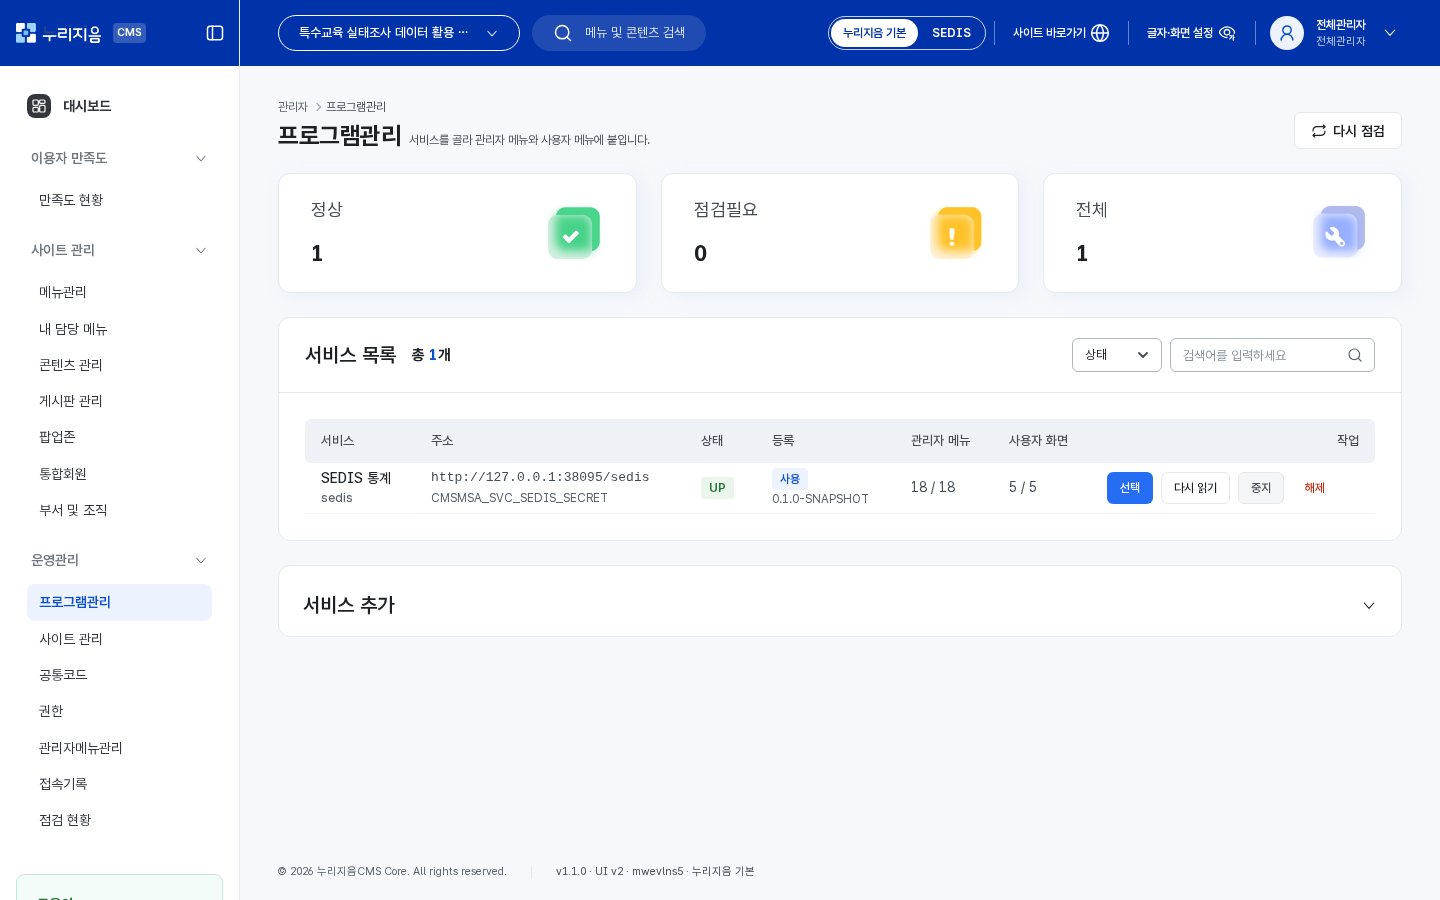 누리지음 CMS
특수교육 실태조사 데이터 활용 ···
메뉴 및 콘텐츠 검색
누리지음 기본 SEDIS
사이트 바로가기
글자·화면 설정
전체관리자
전체관리자
대시보드
이용자 만족도
만족도 현황
사이트 관리
메뉴관리
내 담당 메뉴
콘텐츠 관리
게시판 관리
팝업존
통합회원
부서 및 조직
운영관리
프로그램관리
사이트 관리
공통코드
권한
관리자메뉴관리
접속기록
점검 현황
관리자 > 프로그램관리
프로그램관리 서비스를 골라 관리자 메뉴와 사용자 메뉴에 붙입니다.
다시 점검
정상
1
점검필요
0
전체
1
서비스 목록 총 1개
상태
검색어를 입력하세요
서비스 주소 상태 등록 관리자 메뉴 사용자 화면 작업
SEDIS 통계
sedis
http://127.0.0.1:38095/sedis
CMSMSA_SVC_SEDIS_SECRET
UP
사용
0.1.0-SNAPSHOT
18 / 18
5 / 5
선택 다시 읽기 중지 해제
서비스 추가
© 2026 누리지음CMS Core. All rights reserved.
v1.1.0 · UI v2 · mwevlns5 · 누리지음 기본